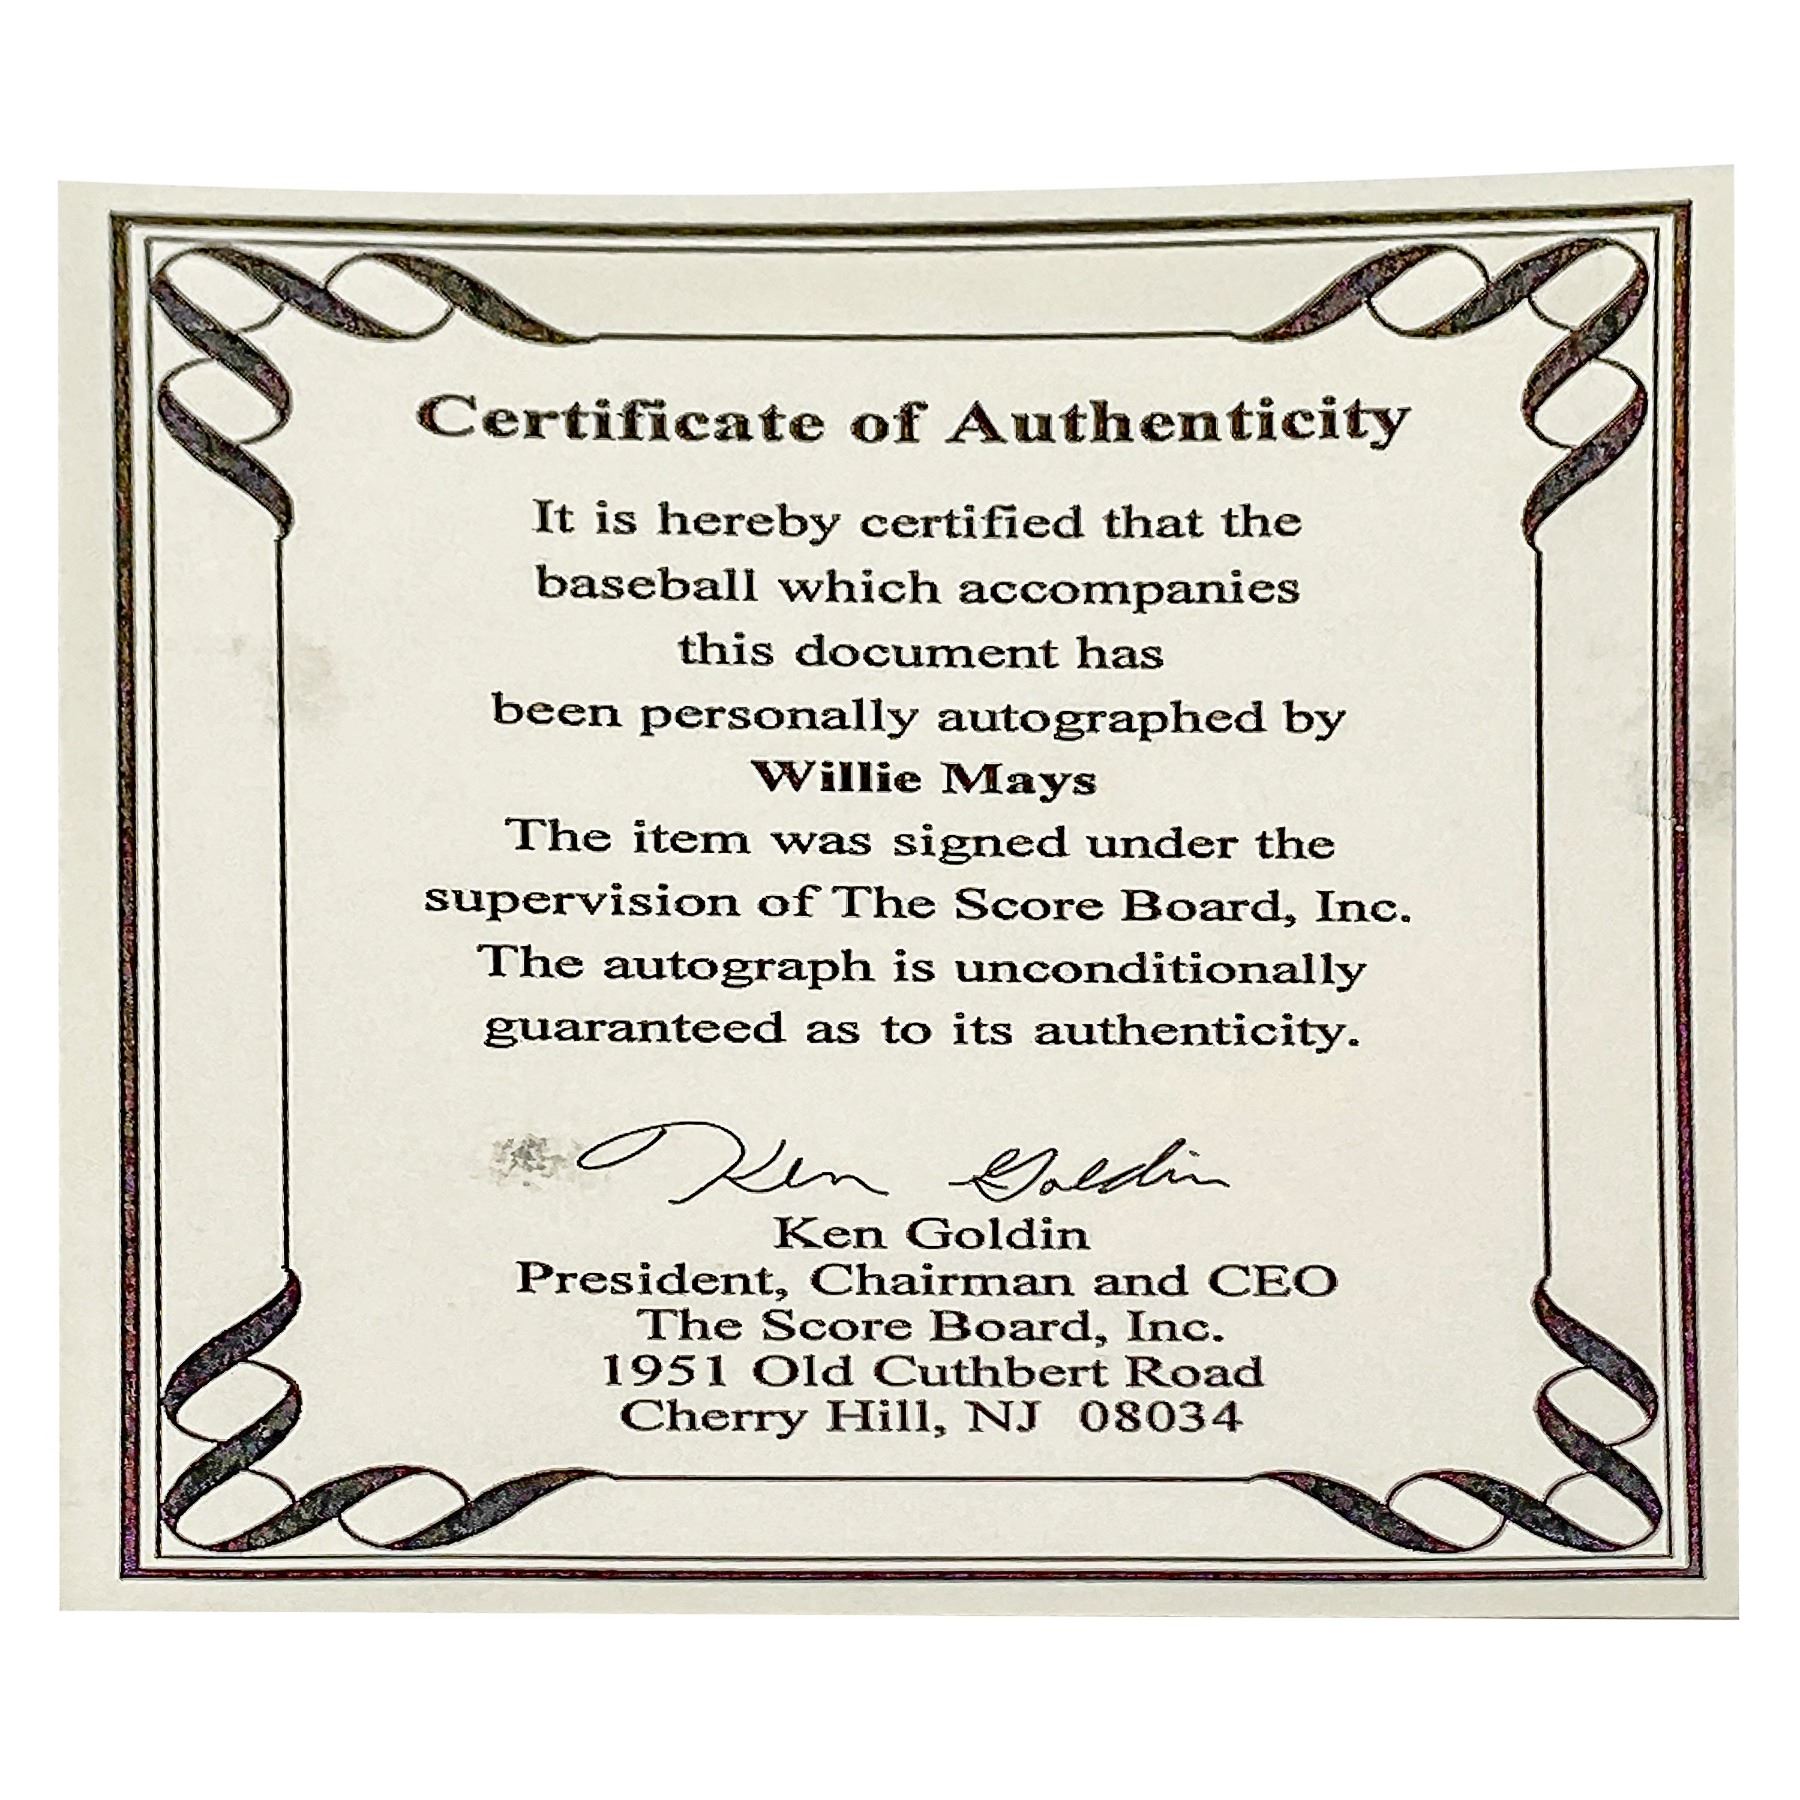 Certificate of Authenticity
It is hereby certified that the
baseball which accompanies
this document has
been personally autographed by
Willie Mays
The item was signed under the
supervision of The Score Board, Inc.
The autograph is unconditionally
guaranteed as to its authenticity.
Ken Goldin
Ken Goldin
President, Chairman and CEO
The Score Board, Inc.
1951 Old Cuthbert Road
Cherry Hill, NJ 08034